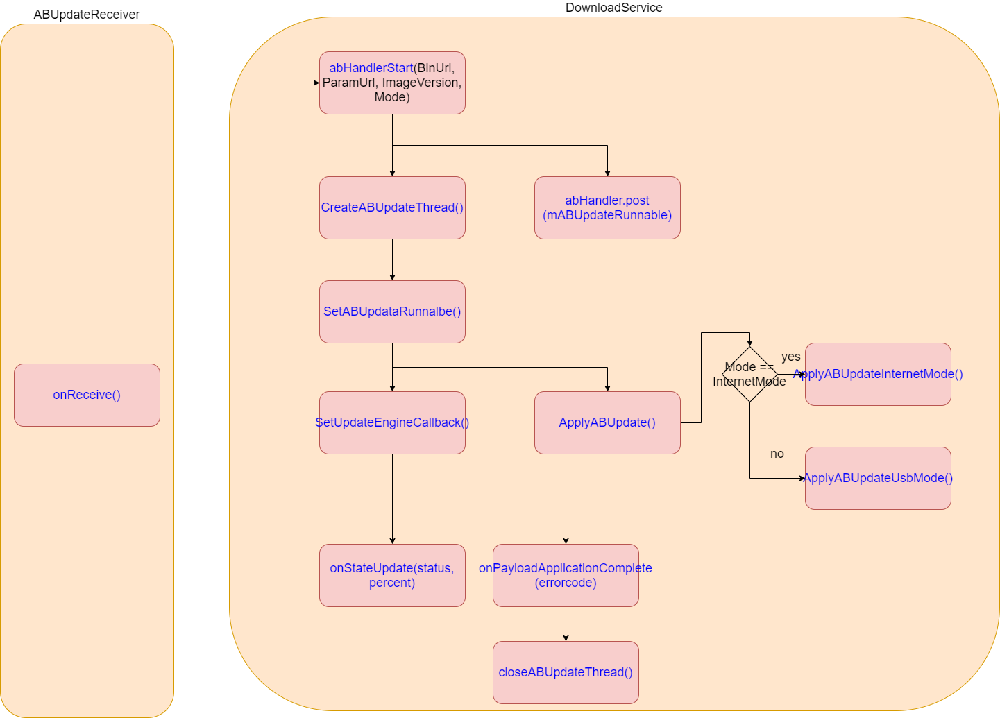 ABUpdateReceiver
DownloadService
abHandlerStart(BinUrl,
ParamUrl, ImageVersion,
Mode)
CreateABUpdateThread()
abHandler.post
(mABUpdateRunnable)
SetABUpdataRunnalbe()
onReceive()
SetUpdateEngineCallback()
ApplyABUpdate()
Mode ==
InternetMode
yes
ApplyABUpdateInternetMode()
no
ApplyABUpdateUsbMode()
onStateUpdate(status,
percent)
onPayloadApplicationComplete
(errorcode)
closeABUpdateThread()